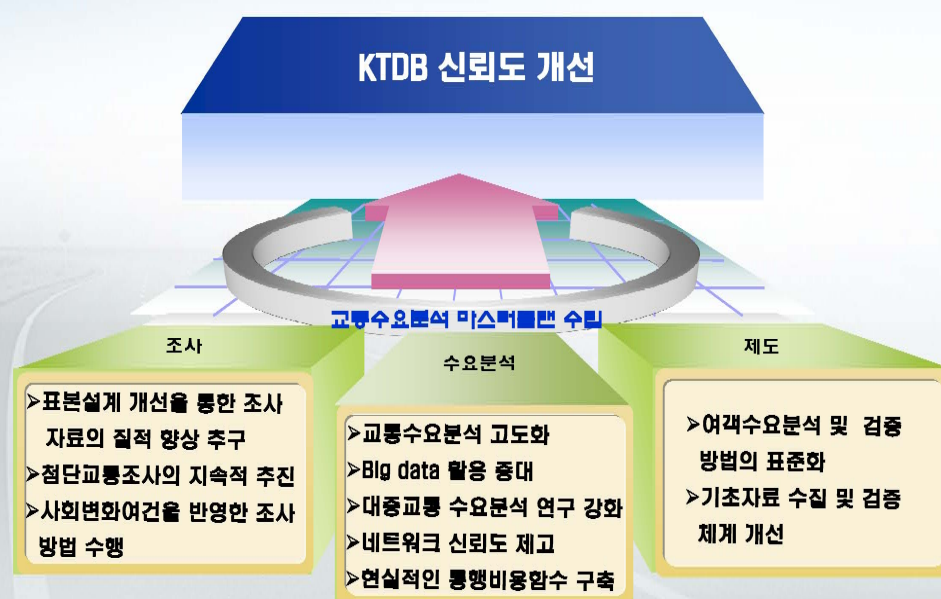 KTDB 신뢰도 개선
교통수요분석 마스터플랜 수립
조사
➢표본설계 개선을 통한 조사
자료의 질적 향상 추구
➢첨단교통조사의 지속적 추진
➢사회변화여건을 반영한 조사
방법 수행
수요분석
➢교통수요분석 고도화
➢Big data 활용 증대
➢대중교통 수요분석 연구 강화
➢네트워크 신뢰도 제고
➢현실적인 통행비용함수 구축
제도
➢여객수요분석 및 검증
방법의 표준화
➢기초자료 수집 및 검증
체계 개선